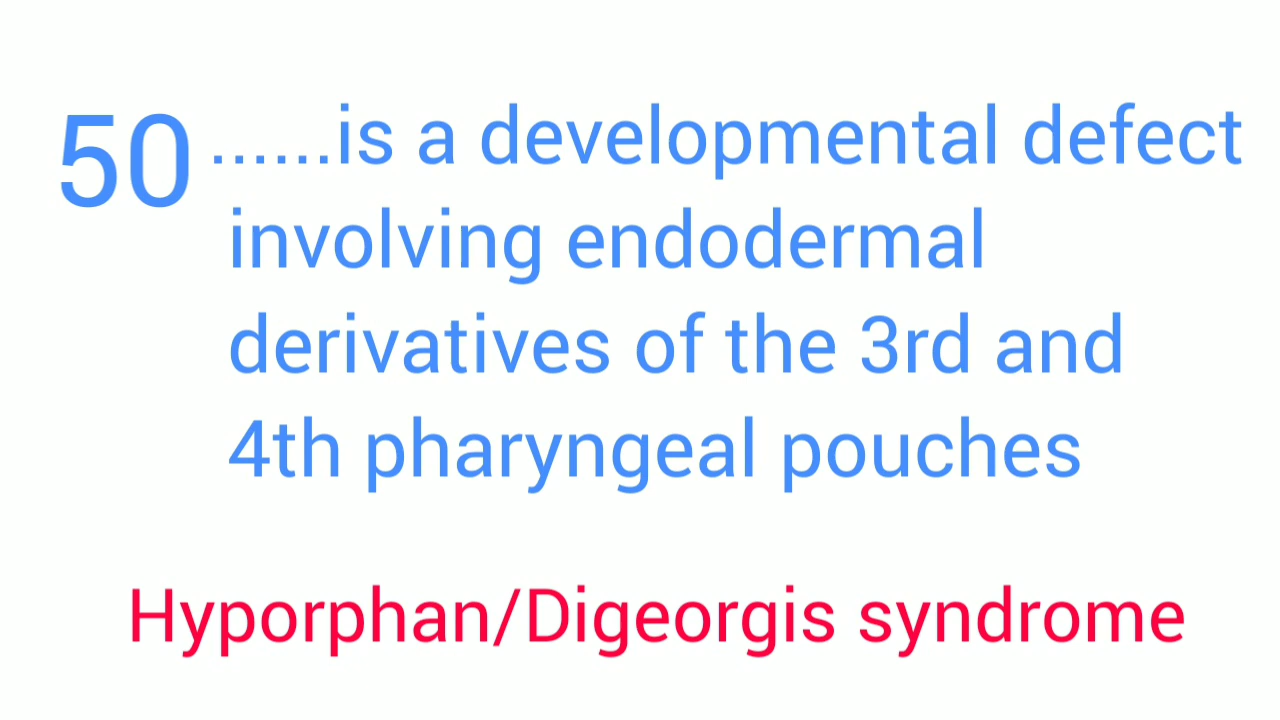 50 ......is a developmental defect
involving endodermal
derivatives of the 3rd and
4th pharyngeal pouches
Hyporphan/Digeorgis syndrome